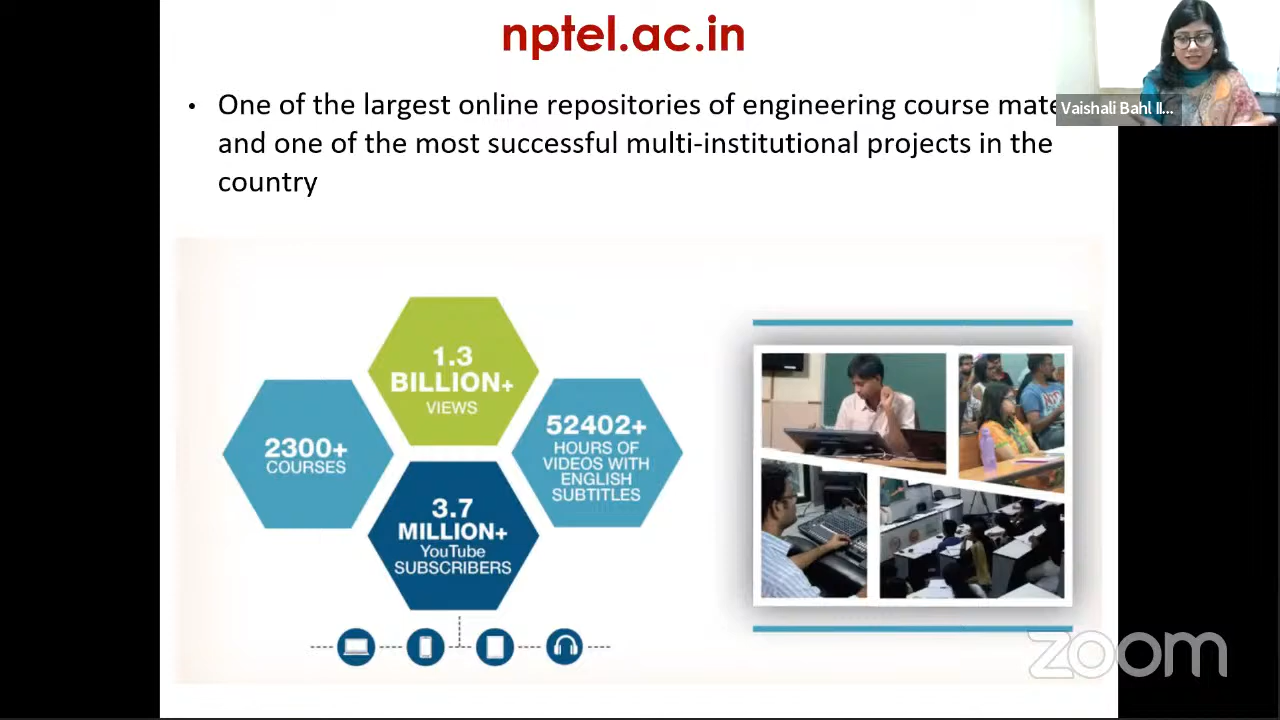 nptel.ac.in
• One of the largest online repositories of engineering course mate
and one of the most successful multi-institutional projects in the
country
Vaishali Bahl II...
1.3
BILLION+
VIEWS
2300+
COURSES
52402+
HOURS OF
VIDEOS WITH
ENGLISH
SUBTITLES
3.7
MILLION+
YouTube
SUBSCRIBERS
zoom